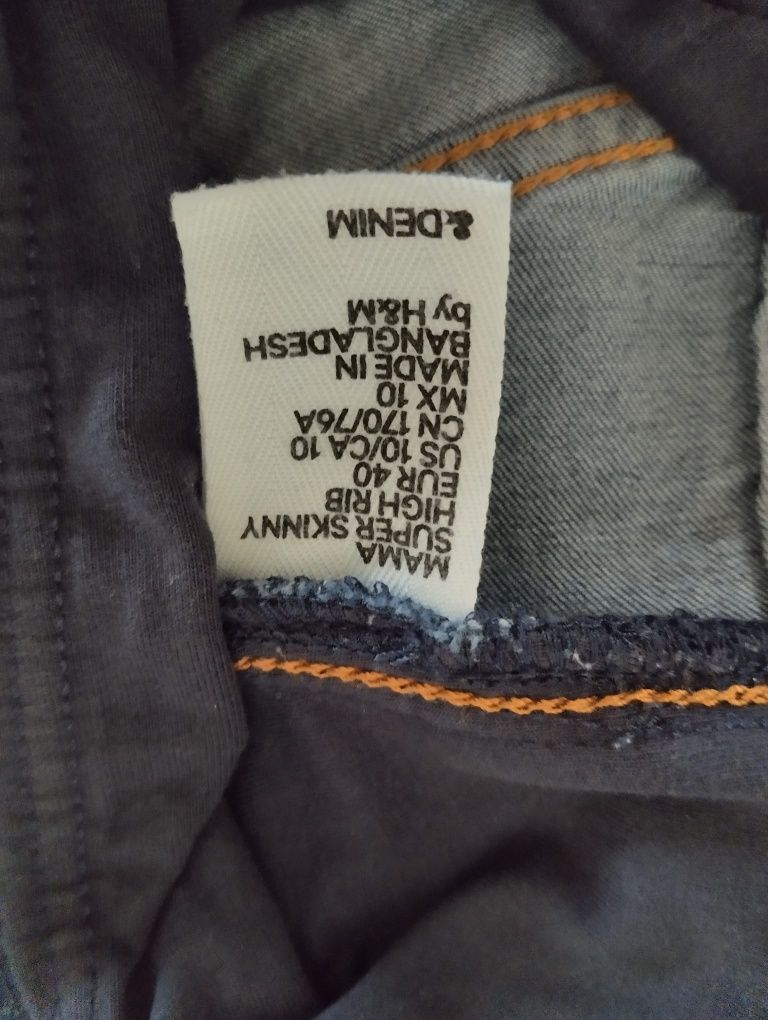 MAMA
SUPER SKINNY
HIGH RIB
EUR 40
US 10/CA 10
CN 170/76A
MX 10
MADE IN
BANGLADESH
by H&M
&DENIM